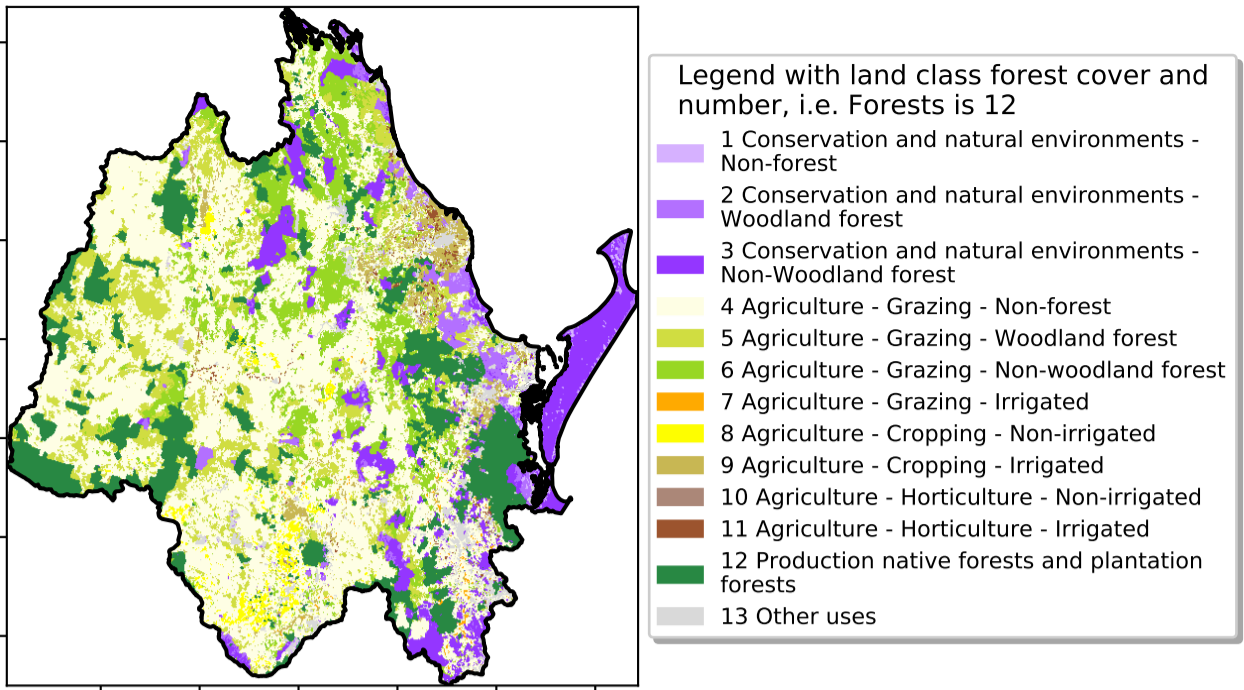 Legend with land class forest cover and
number, i.e. Forests is 12
1 Conservation and natural environments -
Non-forest
2 Conservation and natural environments -
Woodland forest
3 Conservation and natural environments -
Non-Woodland forest
4 Agriculture - Grazing - Non-forest
5 Agriculture - Grazing - Woodland forest
6 Agriculture - Grazing - Non-woodland forest
7 Agriculture - Grazing - Irrigated
8 Agriculture - Cropping - Non-irrigated
9 Agriculture - Cropping - Irrigated
10 Agriculture - Horticulture - Non-irrigated
11 Agriculture - Horticulture - Irrigated
12 Production native forests and plantation
forests
13 Other uses